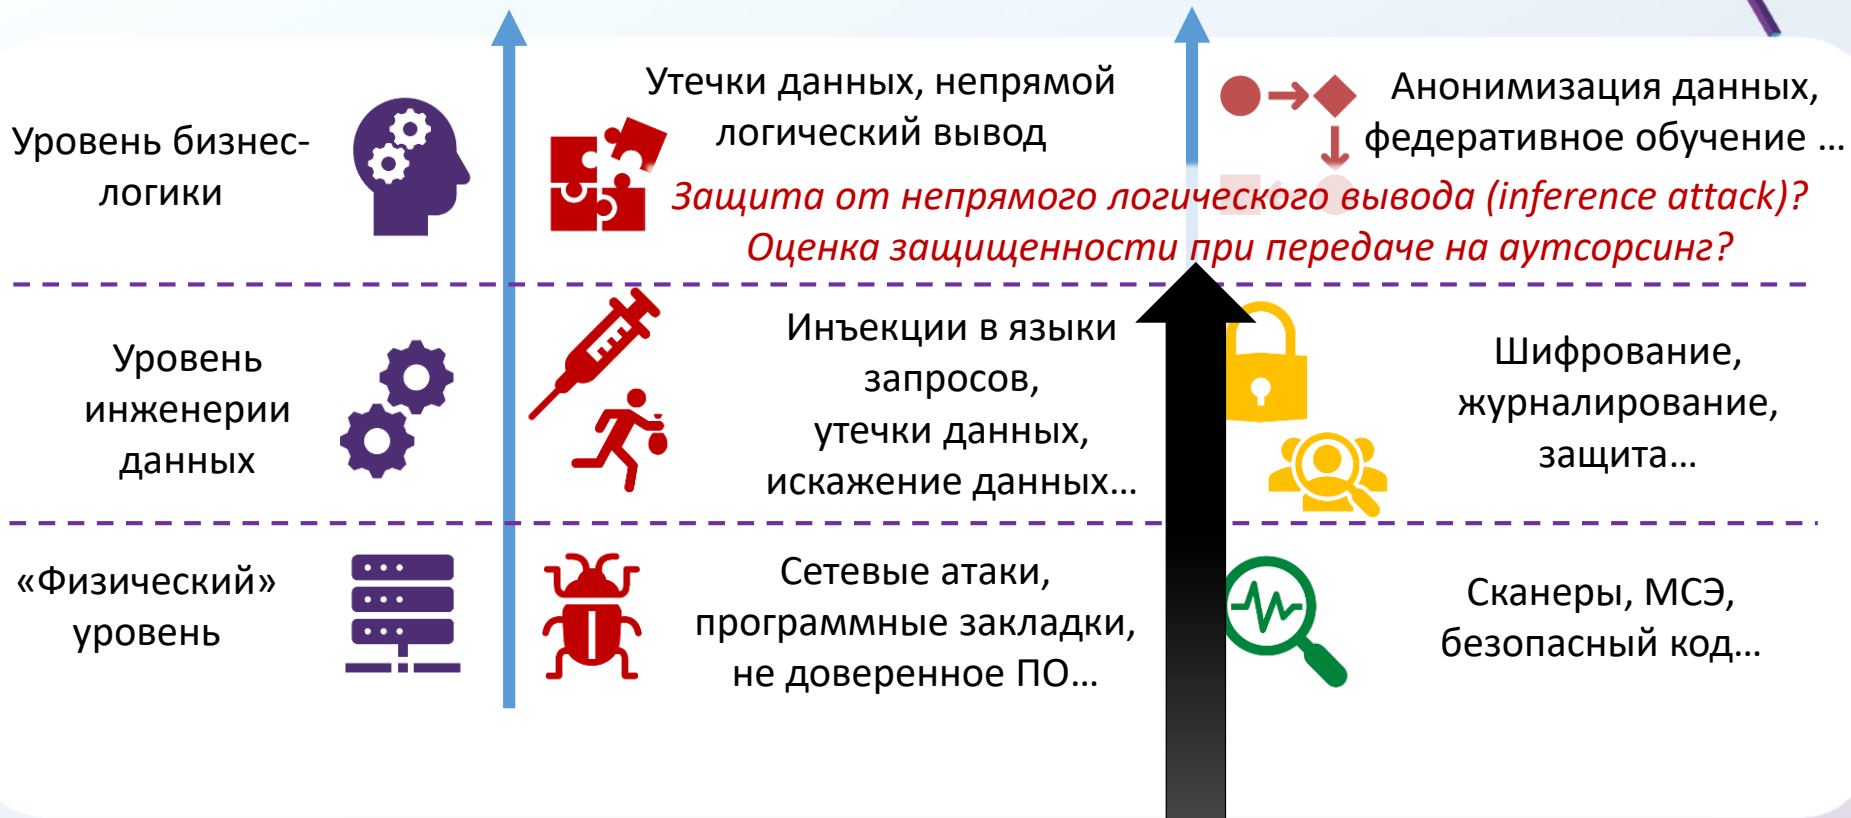 Уровень бизнес-
логики
Утечки данных, непрямой
логический вывод
Анонимизация данных,
федеративное обучение ...
Защита от непрямого логического вывода (inference attack)?
Оценка защищенности при передаче на аутсорсинг?
Уровень
инженерии
данных
Инъекции в языки
запросов,
утечки данных,
искажение данных...
Шифрование,
журналирование,
защита...
«Физический»
уровень
Сетевые атаки,
программные закладки,
не доверенное ПО...
Сканеры, МСЭ,
безопасный код...